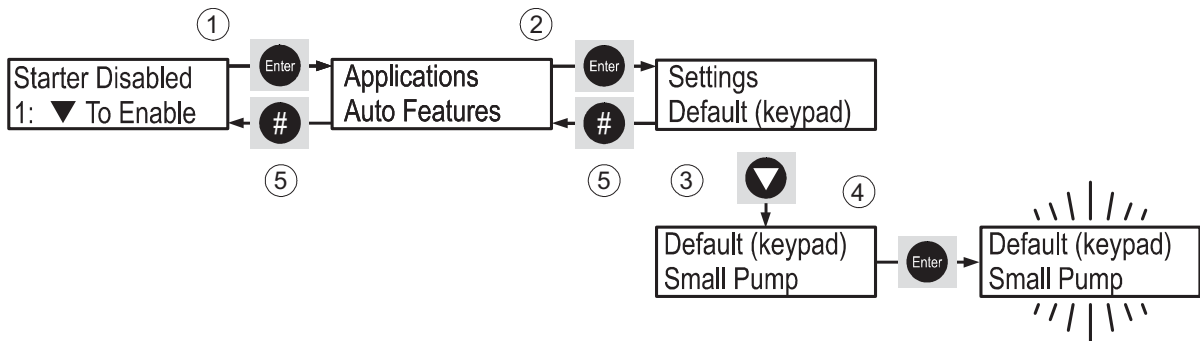 1
2
Enter
Enter
Starter Disabled
1: ▼ To Enable
Applications
Auto Features
Settings
Default (keypad)
#
#
5
5
3
4
Default (keypad)
Small Pump
Enter
Default (keypad)
Small Pump